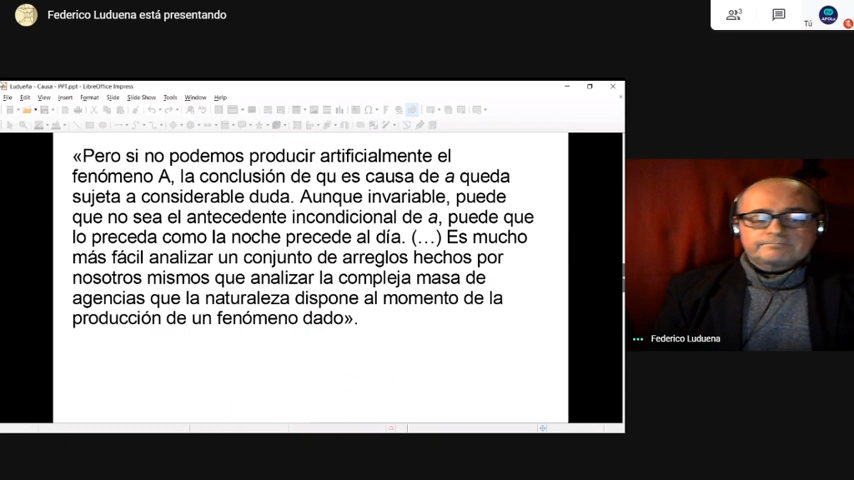 Federico Luduena está presentando
3
Tú
APOLa
Ludueña - Causa - PPT.ppt - LibreOffice Impress
File Edit View Insert Format Slide Slide Show Tools Window Help
«Pero si no podemos producir artificialmente el
fenómeno A, la conclusión de qu es causa de a queda
sujeta a considerable duda. Aunque invariable, puede
que no sea el antecedente incondicional de a, puede que
lo preceda como la noche precede al día. (…) Es mucho
más fácil analizar un conjunto de arreglos hechos por
nosotros mismos que analizar la compleja masa de
agencias que la naturaleza dispone al momento de la
producción de un fenómeno dado».
Federico Luduena